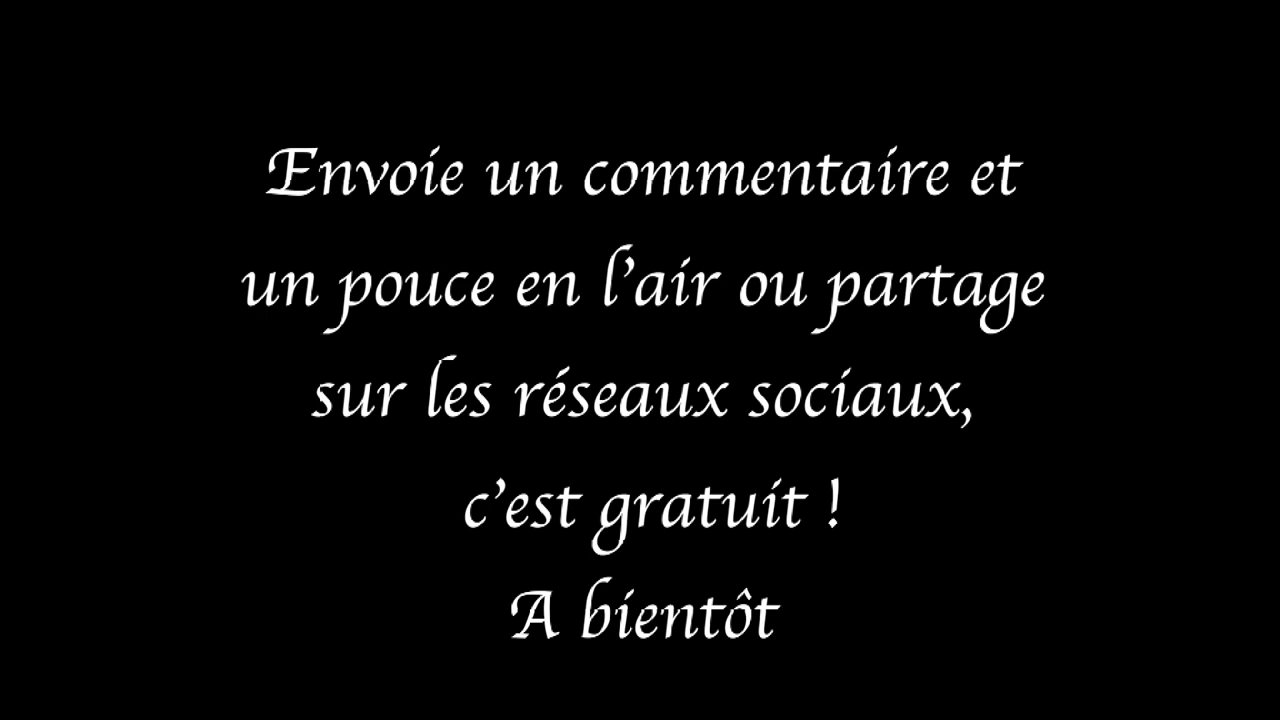 Envoie un commentaire et
un pouce en l'air ou partage
sur les réseaux sociaux,
c'est gratuit !
A bientôt